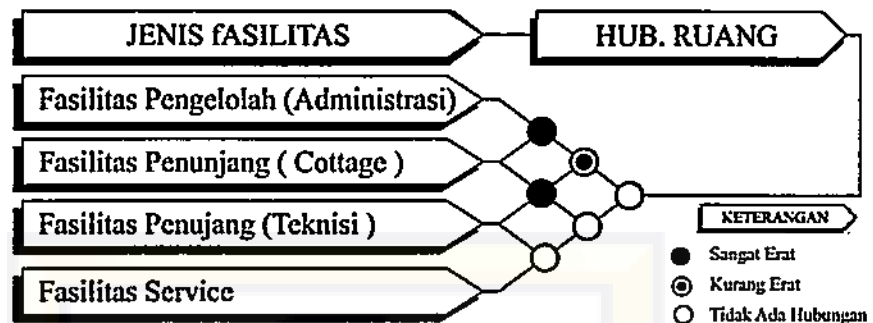 JENIS fASILITAS
HUB. RUANG
Fasilitas Pengelolah (Administrasi)
Fasilitas Penunjang ( Cottage )
Fasilitas Penujang (Teknisi )
Fasilitas Service
KETERANGAN
Sangat Erat
Kurang Erat
Tidak Ada Hubungan